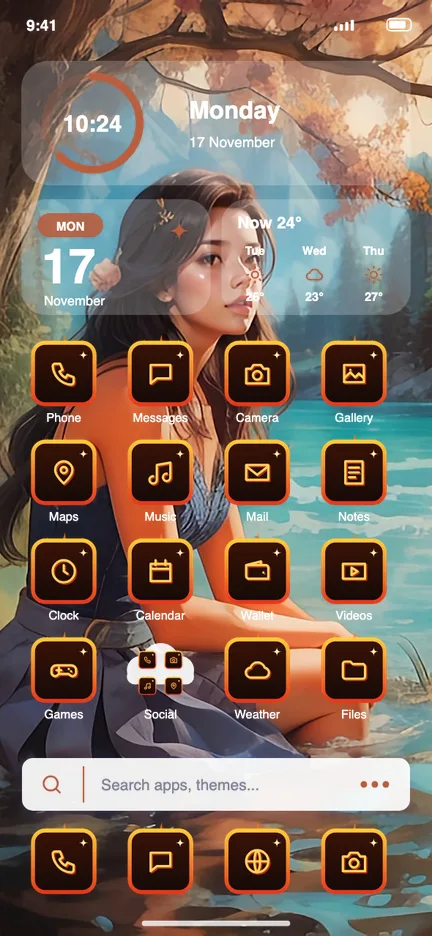 9:41
10:24
Monday
17 November
MON
17
November
Now 24°
Tue Wed Thu
26° 23° 27°
Phone Messages Camera Gallery
Maps Music Mail Notes
Clock Calendar Wallet Videos
Games Social Weather Files
Search apps, themes...